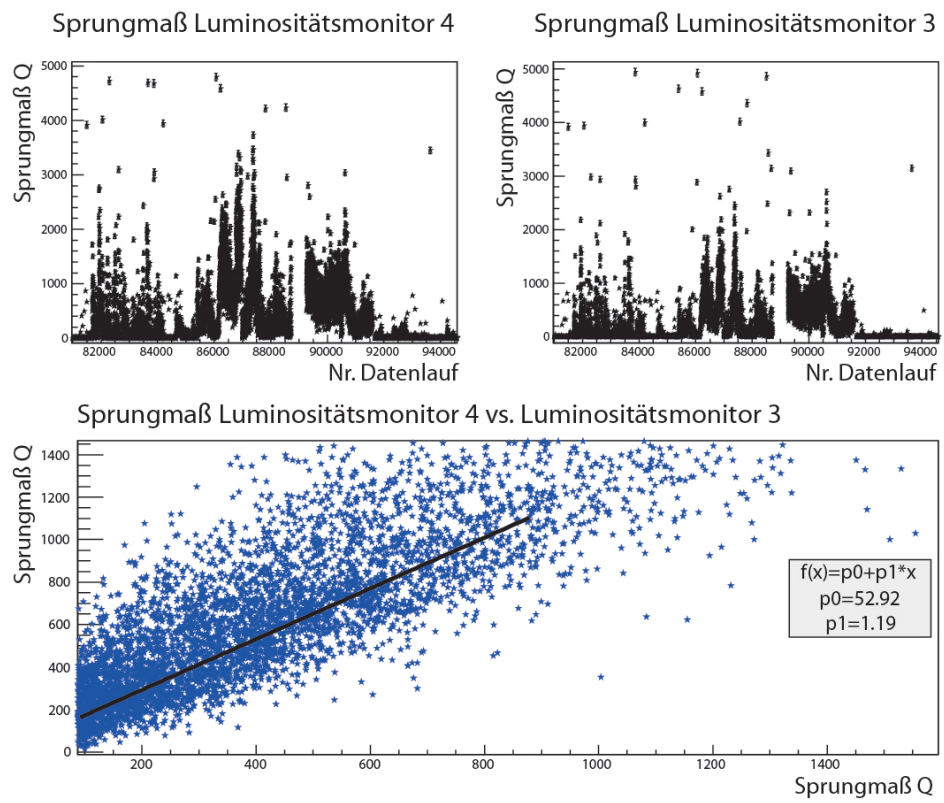 Sprungmaß Luminositätsmonitor 4
Sprungmaß Q
5000
4000
3000
2000
1000
0
82000 84000 86000 88000 90000 92000 94000
Nr. Datenlauf
Sprungmaß Luminositätsmonitor 3
Sprungmaß Q
5000
4000
3000
2000
1000
0
82000 84000 86000 88000 90000 92000 94000
Nr. Datenlauf
Sprungmaß Luminositätsmonitor 4 vs. Luminositätsmonitor 3
Sprungmaß Q
1400
1200
1000
800
600
400
200
0
f(x)=p0+p1*x
p0=52.92
p1=1.19
200 400 600 800 1000 1200 1400
Sprungmaß Q